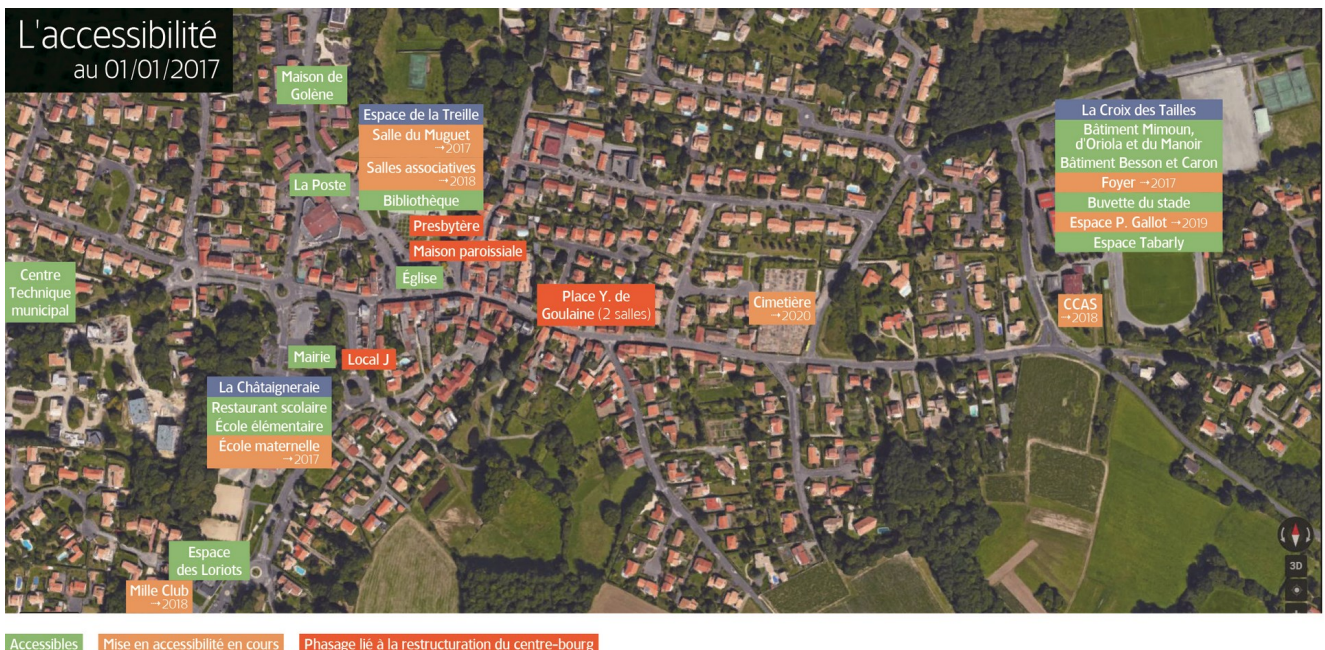 L'accessibilité
au 01/01/2017
Maison de
Golène
Espace de la Treille
Salle du Muguet
→2017
Salles associatives
→2018
Bibliothèque
La Poste
Presbytère
Maison paroissiale
Église
Centre
Technique
municipal
Place Y. de
Goulaine (2 salles)
Cimetière
→2020
La Croix des Tailles
Bâtiment Mimoun,
d'Oriola et du Manoir
Bâtiment Besson et Caron
Foyer →2017
Buvette du stade
Espace P. Gallot →2019
Espace Tabarly
CCAS
→2018
Mairie
Local J
La Châtaigneraie
Restaurant scolaire
École élémentaire
École maternelle
→2017
Espace
des Loriots
Mille Club
→2018
3D
Accessibles
Mise en accessibilité en cours
Phasage lié à la restructuration du centre-bourg